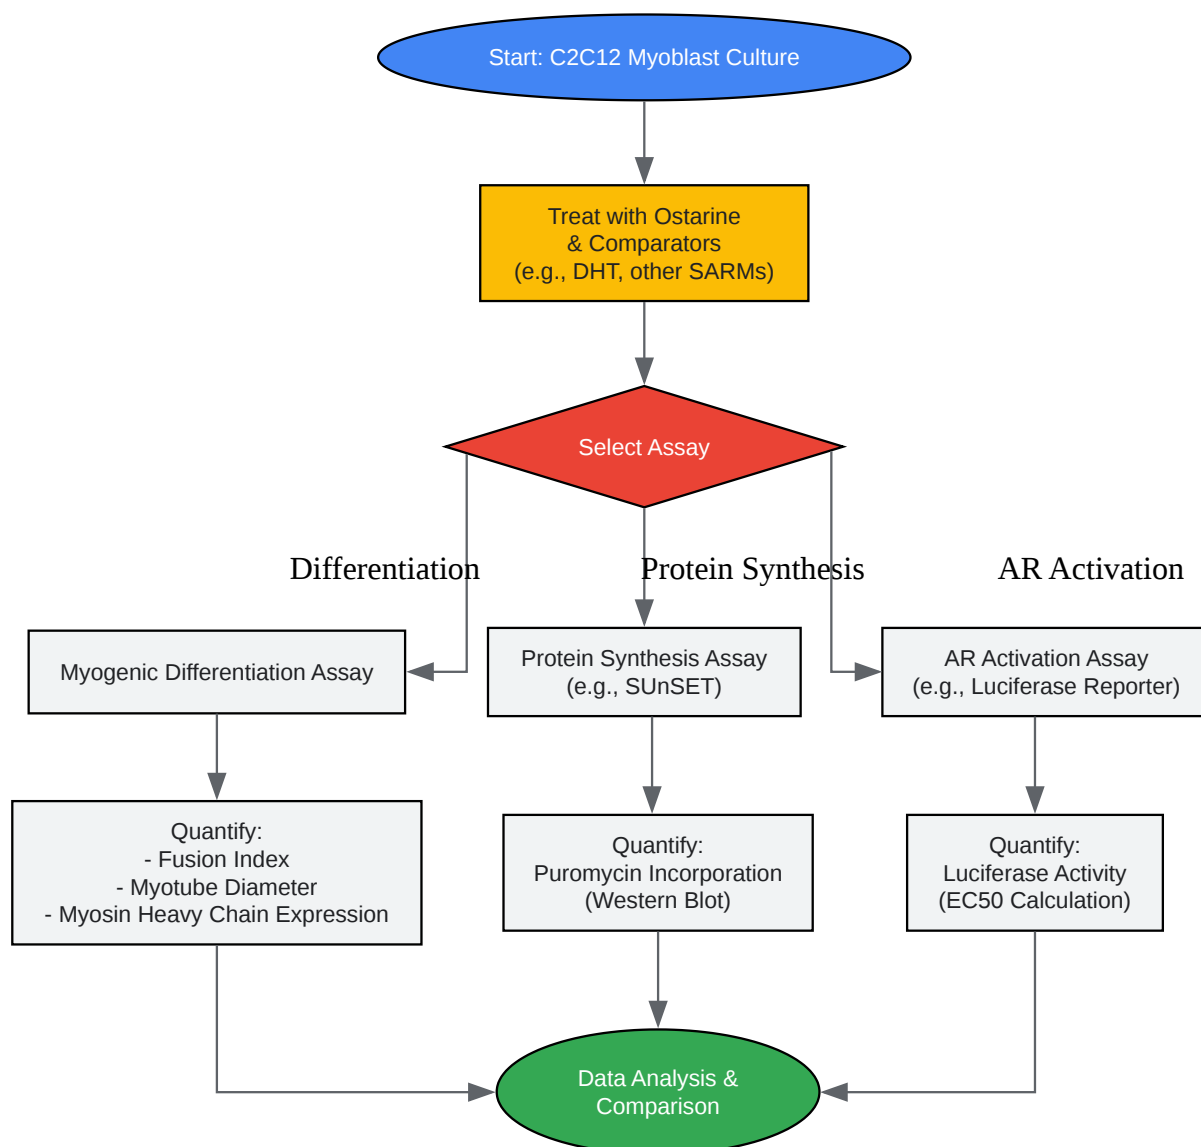 Start: C2C12 Myoblast Culture
Treat with Ostarine
& Comparators
(e.g., DHT, other SARMs)
Select Assay
Differentiation
Protein Synthesis
AR Activation
Myogenic Differentiation Assay
Protein Synthesis Assay
(e.g., SUnSET)
AR Activation Assay
(e.g., Luciferase Reporter)
Quantify:
- Fusion Index
- Myotube Diameter
- Myosin Heavy Chain Expression
Quantify:
Puromycin Incorporation
(Western Blot)
Quantify:
Luciferase Activity
(EC50 Calculation)
Data Analysis &
Comparison